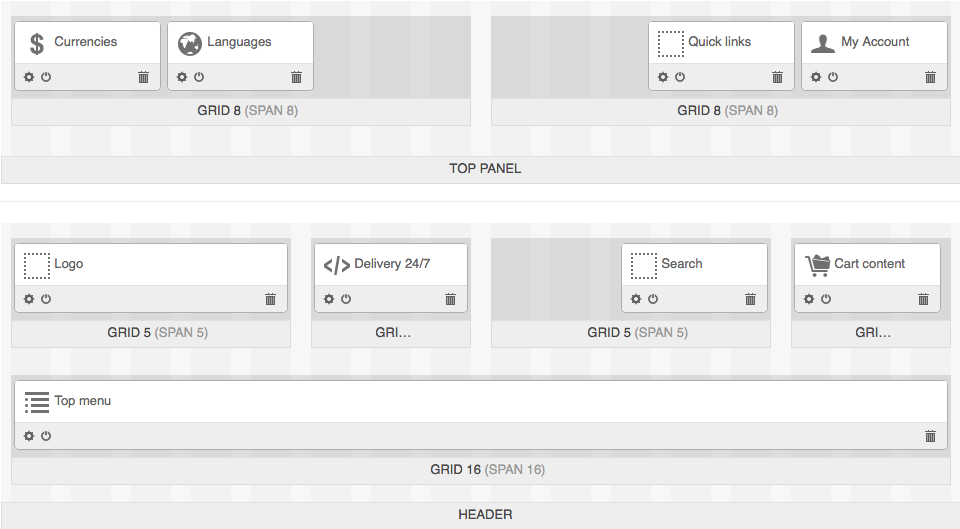 Currencies
Languages
Quick links
My Account
GRID 8 (SPAN 8)
GRID 8 (SPAN 8)
TOP PANEL
Logo
Delivery 24/7
Search
Cart content
GRID 5 (SPAN 5)
GRI...
GRID 5 (SPAN 5)
GRI...
Top menu
GRID 16 (SPAN 16)
HEADER